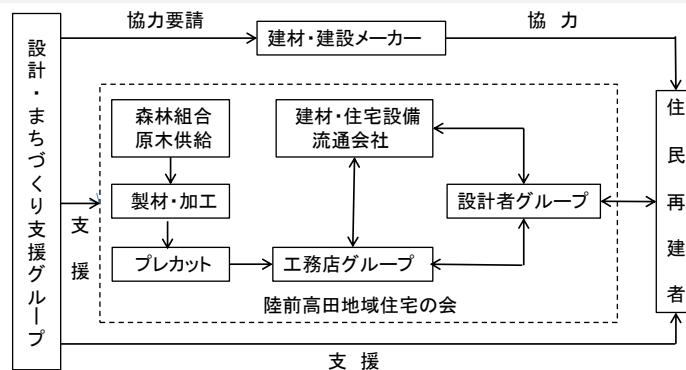 協力要請
協 力
設計・まちづくり支援グループ
建材・建設メーカー
住民再建者
森林組合
原木供給
建材・住宅設備
流通会社
支援
製材・加工
設計者グループ
プレカット
工務店グループ
陸前高田地域住宅の会
支 援